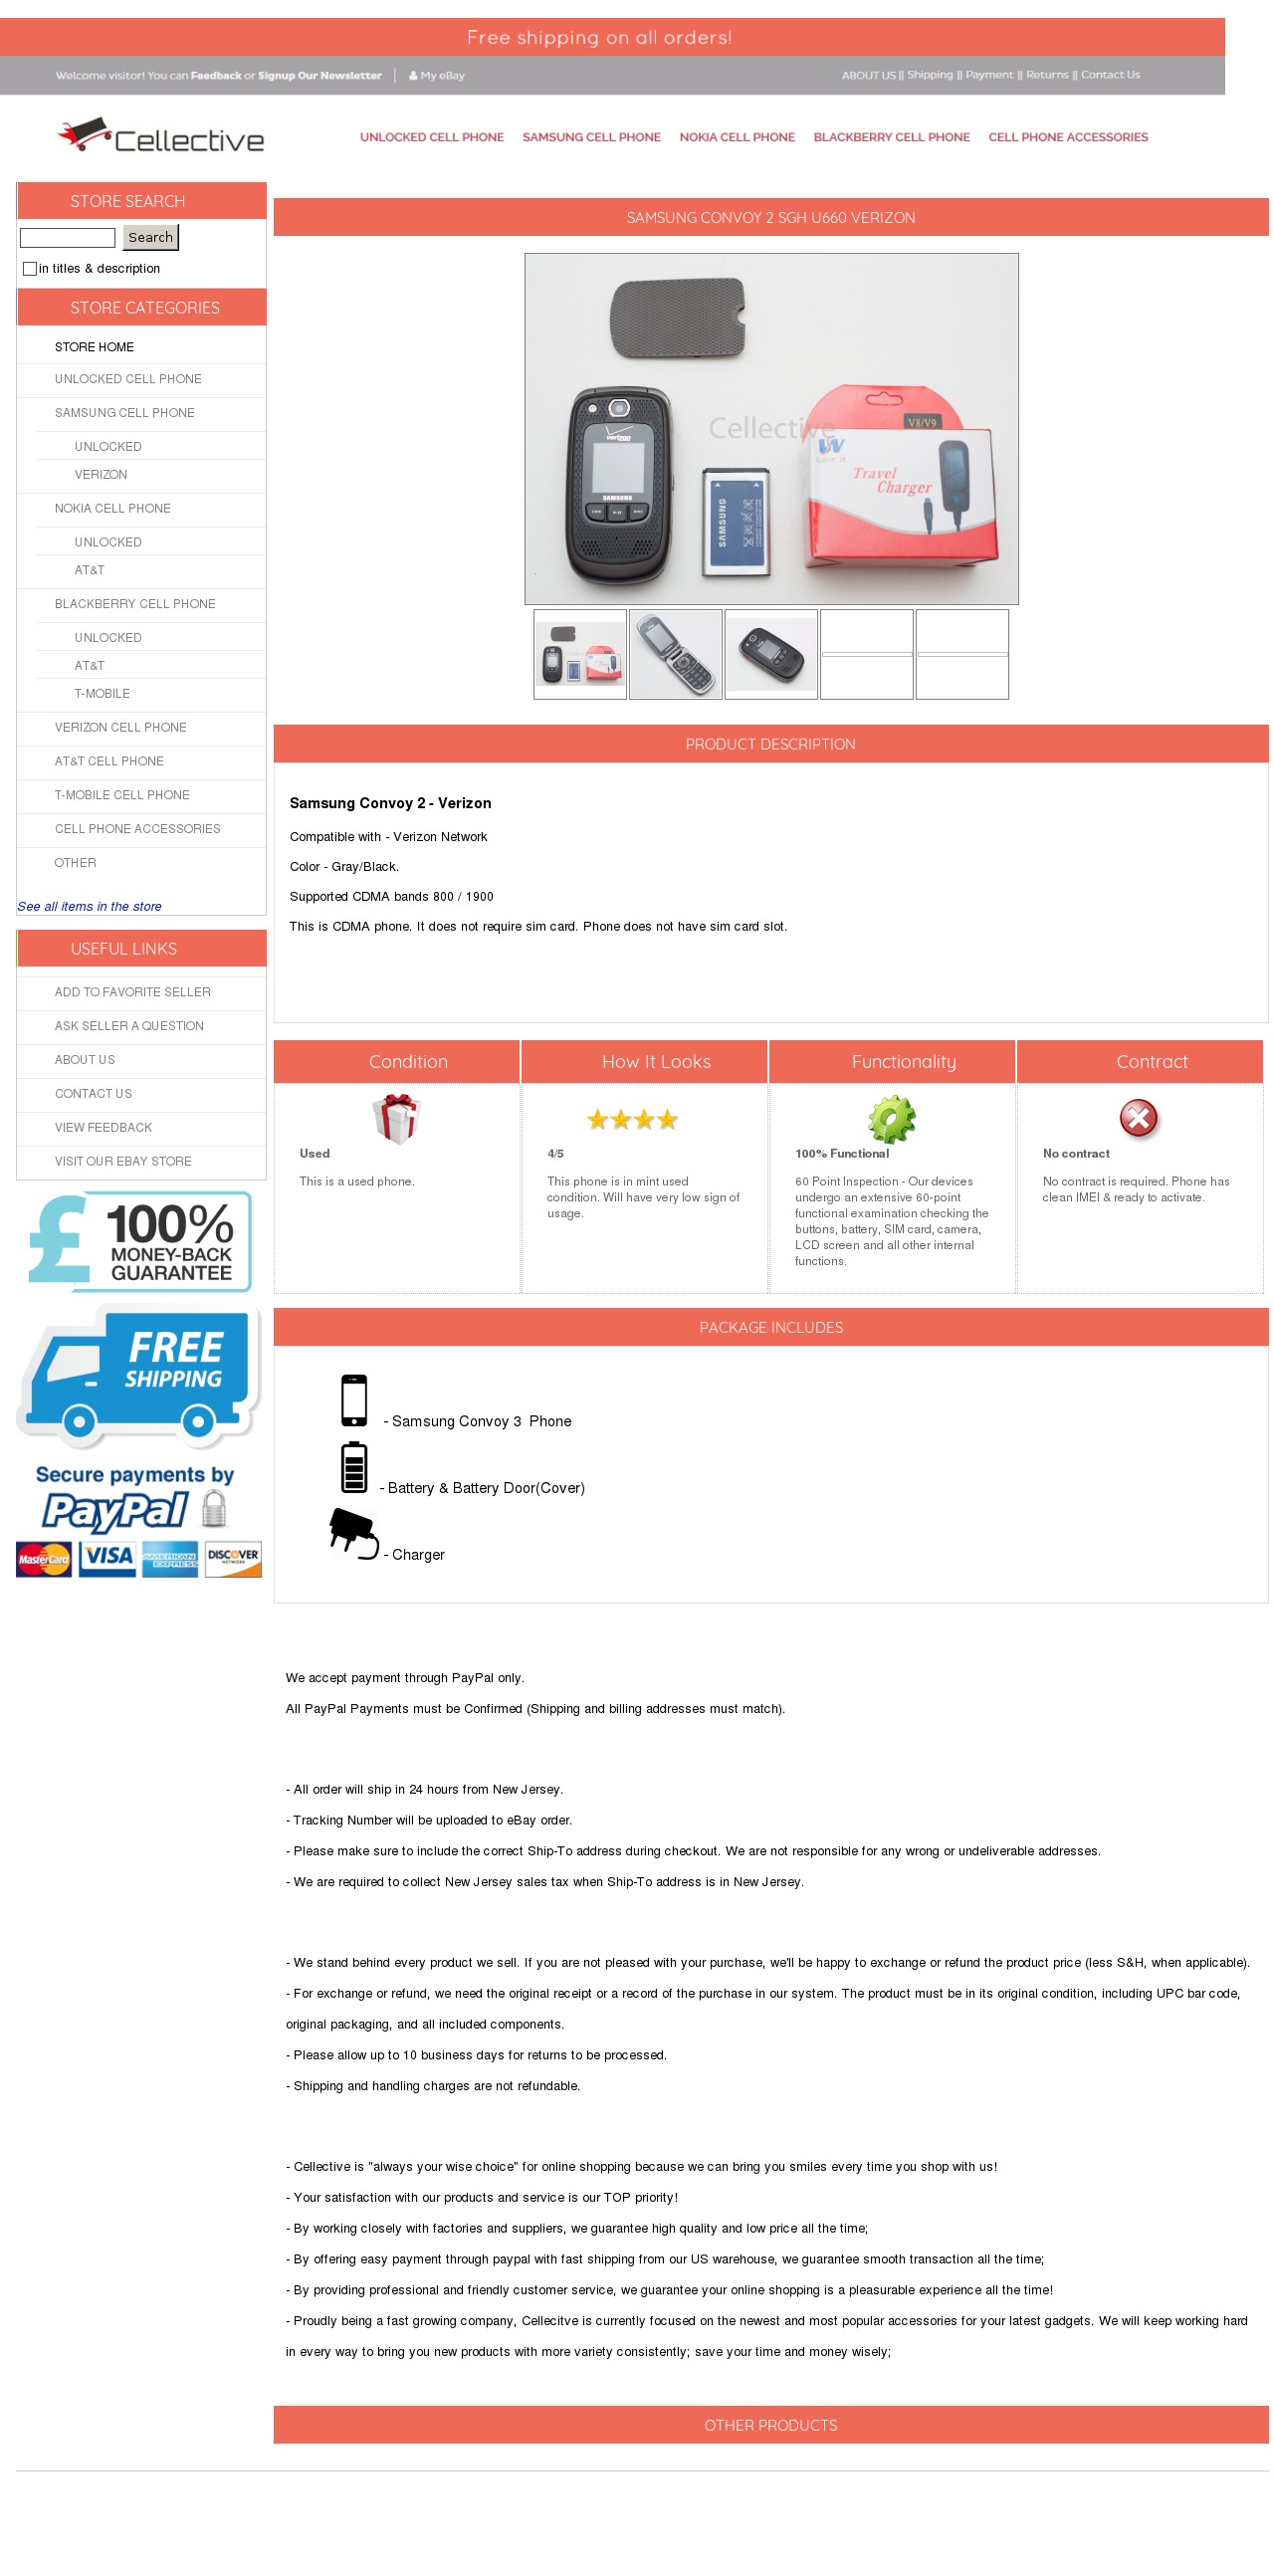 Free shipping on all orders!
Welcome visitor! You can Feedback or Signup Our Newsletter | My eBay
ABOUT US || Shipping || Payment || Returns || Contact Us
Cellective
UNLOCKED CELL PHONE SAMSUNG CELL PHONE NOKIA CELL PHONE BLACKBERRY CELL PHONE CELL PHONE ACCESSORIES
STORE SEARCH
Search
in titles & description
STORE CATEGORIES
STORE HOME
UNLOCKED CELL PHONE
SAMSUNG CELL PHONE
UNLOCKED
VERIZON
NOKIA CELL PHONE
UNLOCKED
AT&T
BLACKBERRY CELL PHONE
UNLOCKED
AT&T
T-MOBILE
VERIZON CELL PHONE
AT&T CELL PHONE
T-MOBILE CELL PHONE
CELL PHONE ACCESSORIES
OTHER
See all items in the store
USEFUL LINKS
ADD TO FAVORITE SELLER
ASK SELLER A QUESTION
ABOUT US
CONTACT US
VIEW FEEDBACK
VISIT OUR EBAY STORE
£ 100%
MONEY-BACK
GUARANTEE
FREE
SHIPPING
Secure payments by
PayPal
MasterCard VISA AMERICAN EXPRESS DISCOVER NETWORK
SAMSUNG CONVOY 2 SGH U660 VERIZON
Cellective
V8/V9
verizon
Love it
Travel
Charger
SAMSUNG
SAMSUNG
PRODUCT DESCRIPTION
Samsung Convoy 2 - Verizon
Compatible with - Verizon Network
Color - Gray/Black.
Supported CDMA bands 800 / 1900
This is CDMA phone. It does not require sim card. Phone does not have sim card slot.
Condition
Used
This is a used phone.
How It Looks
4/5
This phone is in mint used
condition. Will have very low sign of
usage.
Functionality
100% Functional
60 Point Inspection - Our devices
undergo an extensive 60-point
functional examination checking the
buttons, battery, SIM card, camera,
LCD screen and all other internal
functions.
Contract
No contract
No contract is required. Phone has
clean IMEI & ready to activate.
PACKAGE INCLUDES
- Samsung Convoy 3 Phone
- Battery & Battery Door(Cover)
- Charger
We accept payment through PayPal only.
All PayPal Payments must be Confirmed (Shipping and billing addresses must match).
- All order will ship in 24 hours from New Jersey.
- Tracking Number will be uploaded to eBay order.
- Please make sure to include the correct Ship-To address during checkout. We are not responsible for any wrong or undeliverable addresses.
- We are required to collect New Jersey sales tax when Ship-To address is in New Jersey.
- We stand behind every product we sell. If you are not pleased with your purchase, we'll be happy to exchange or refund the product price (less S&H, when applicable).
- For exchange or refund, we need the original receipt or a record of the purchase in our system. The product must be in its original condition, including UPC bar code,
original packaging, and all included components.
- Please allow up to 10 business days for returns to be processed.
- Shipping and handling charges are not refundable.
- Cellective is "always your wise choice" for online shopping because we can bring you smiles every time you shop with us!
- Your satisfaction with our products and service is our TOP priority!
- By working closely with factories and suppliers, we guarantee high quality and low price all the time;
- By offering easy payment through paypal with fast shipping from our US warehouse, we guarantee smooth transaction all the time;
- By providing professional and friendly customer service, we guarantee your online shopping is a pleasurable experience all the time!
- Proudly being a fast growing company, Cellecitve is currently focused on the newest and most popular accessories for your latest gadgets. We will keep working hard
in every way to bring you new products with more variety consistently; save your time and money wisely;
OTHER PRODUCTS